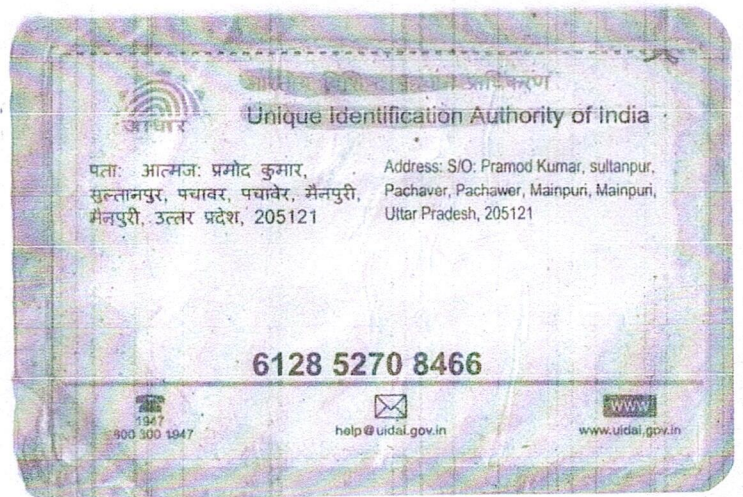 आधार
Unique Identification Authority of India
पता: आत्मज: प्रमोद कुमार,
सुल्तानपुर, पचावर, पचावेर, मैनपुरी,
मैनपुरी, उत्तर प्रदेश, 205121
Address: S/O: Pramod Kumar, sultanpur,
Pachaver, Pachawer, Mainpuri, Mainpuri,
Uttar Pradesh, 205121
6128 5270 8466
1947
300 1947
help@uidai.gov.in
WWW
www.uidai.gov.in